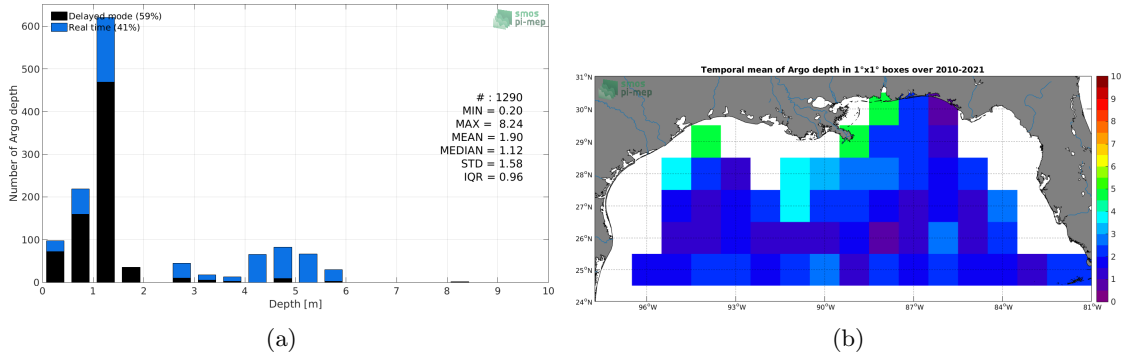 Delayed mode (59%)
Real time (41%)
smos
pi-mep
Number of Argo depth
600
500
400
300
200
100
0
# : 1290
MIN = 0.20
MAX = 8.24
MEAN = 1.90
MEDIAN = 1.12
STD = 1.58
IQR = 0.96
0 1 2 3 4 5 6 7 8 9 10
Depth [m]
(a)
Temporal mean of Argo depth in 1°x1° boxes over 2010-2021
smos
pi-mep
31°N
30°N
29°N
28°N
27°N
26°N
25°N
24°N
96°W 93°W 90°W 87°W 84°W 81°W
10
9
8
7
6
5
4
3
2
1
0
(b)